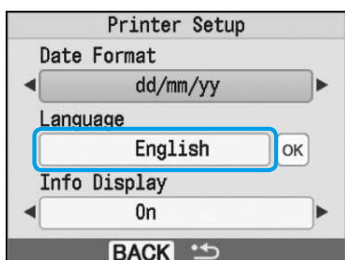 Printer Setup
Date Format
dd/mm/yy
Language
English OK
Info Display
On
BACK